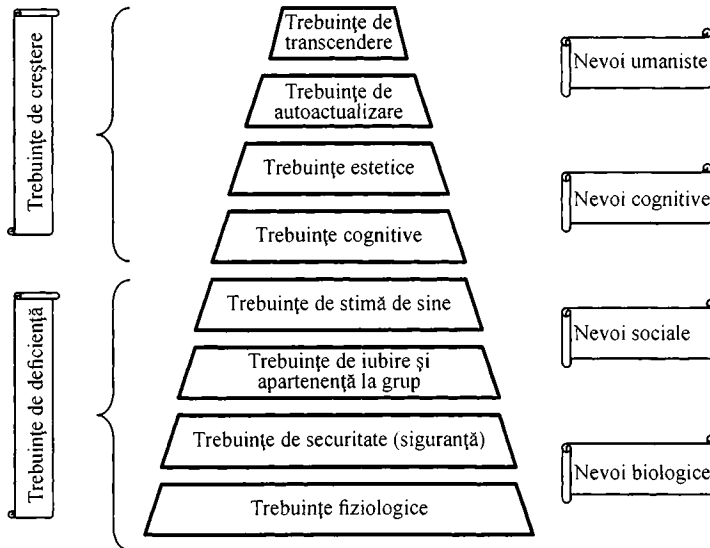 Trebuințe de creștere
Trebuințe de deficiență
Trebuințe de
transcendere
Trebuințe de
autoactualizare
Trebuințe estetice
Trebuințe cognitive
Trebuințe de stimă de sine
Trebuințe de iubire și
apartenență la grup
Trebuințe de securitate (siguranță)
Trebuințe fiziologice
Nevoi umaniste
Nevoi cognitive
Nevoi sociale
Nevoi biologice